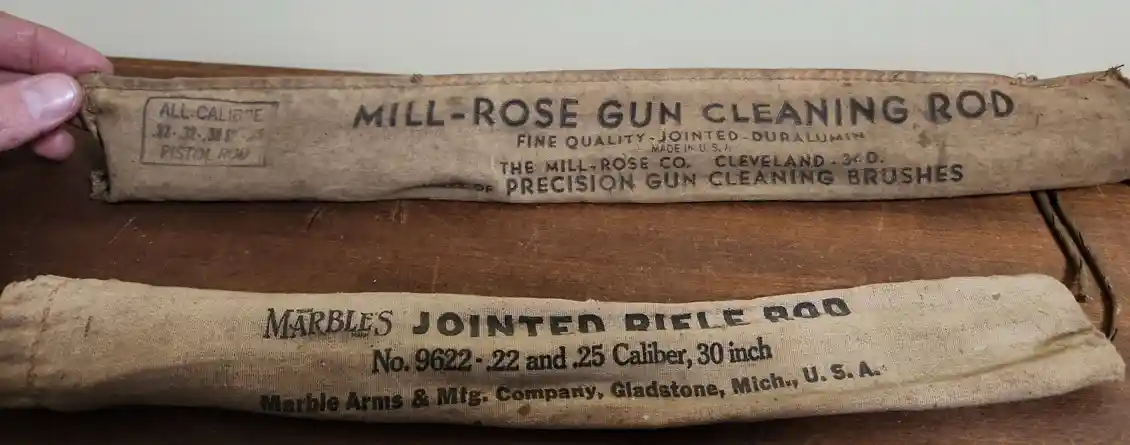 ALL-CALIBRE
PISTOL ROD
MILL-ROSE GUN CLEANING ROD
FINE QUALITY-JOINTED-DURALUMIN
MADE IN U.S.A.
THE MILL-ROSE CO. CLEVELAND
OF PRECISION GUN CLEANING BRUSHES
MARBLES JOINTED RIFLE ROD
No. 9622-.22 and .25 Caliber, 30 inch
Marble Arms & Mfg. Company, Gladstone, Mich., U. S. A.